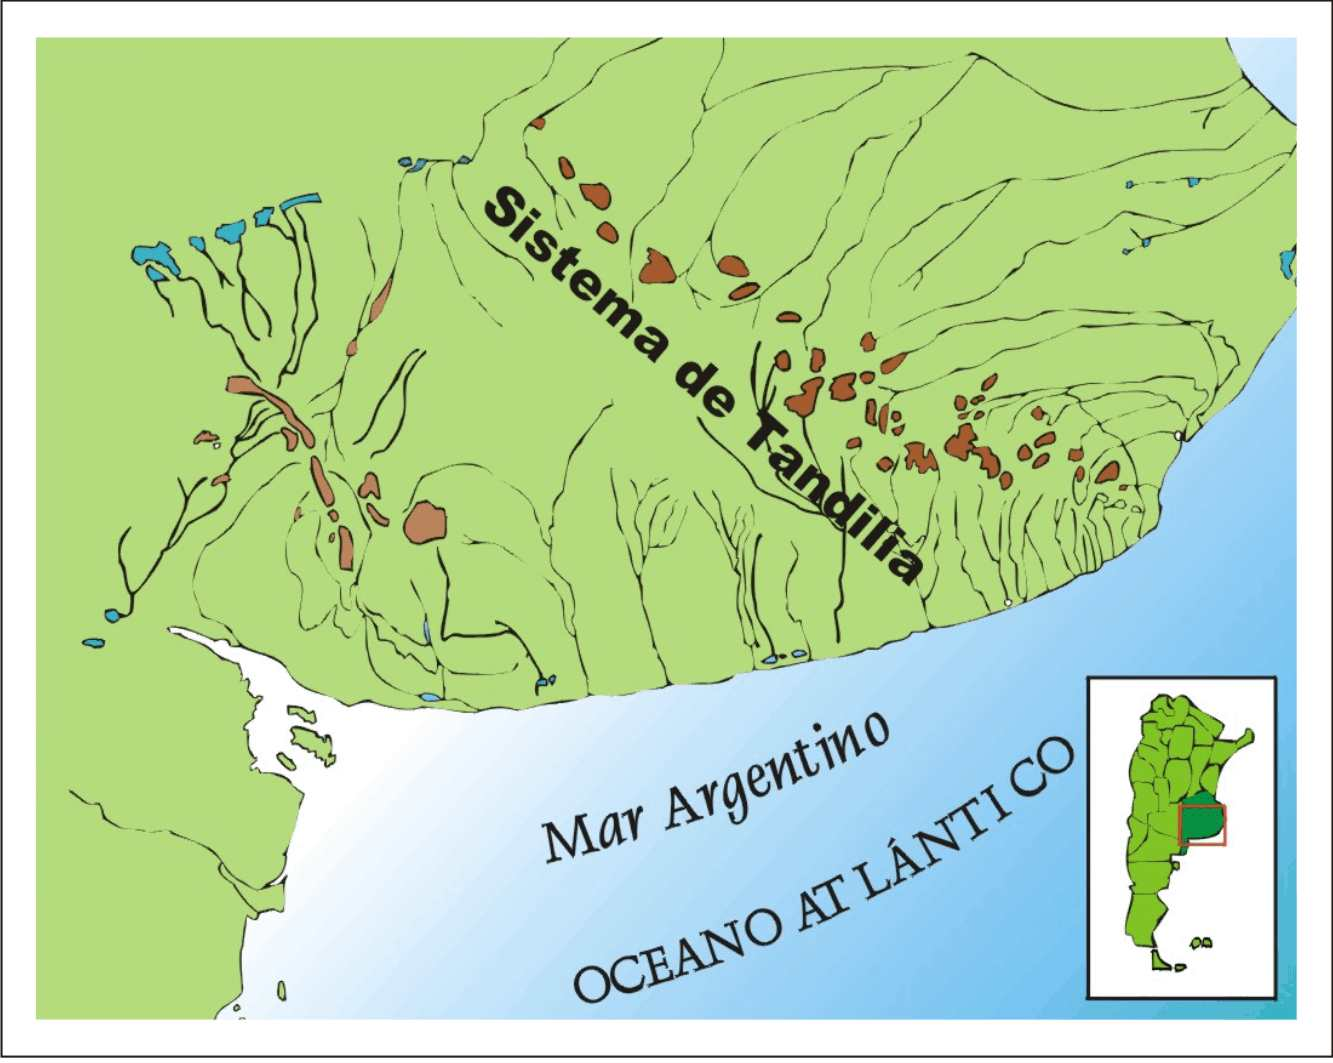 Sistema de Tandilia
Mar Argentino
OCEANO AT LÁNTI CO